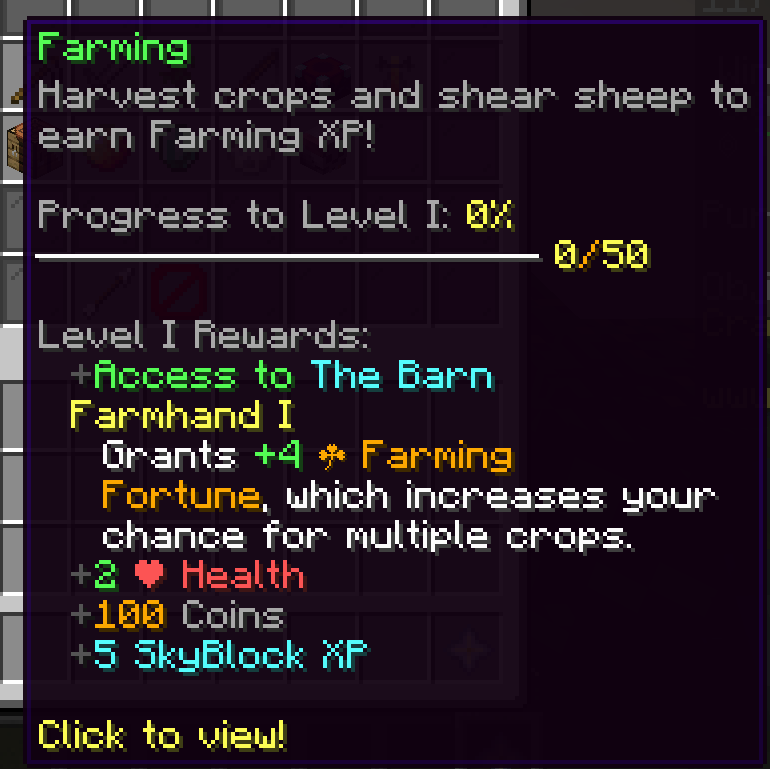 Farming
Harvest crops and shear sheep to
earn Farming XP!
Progress to Level I: 0%
0/50
Level I Rewards:
+Access to The Barn
Farmhand I
Grants +4 ☘ Farming
Fortune, which increases your
chance for multiple crops.
+2 ❤ Health
+100 Coins
+5 SkyBlock XP
Click to view!